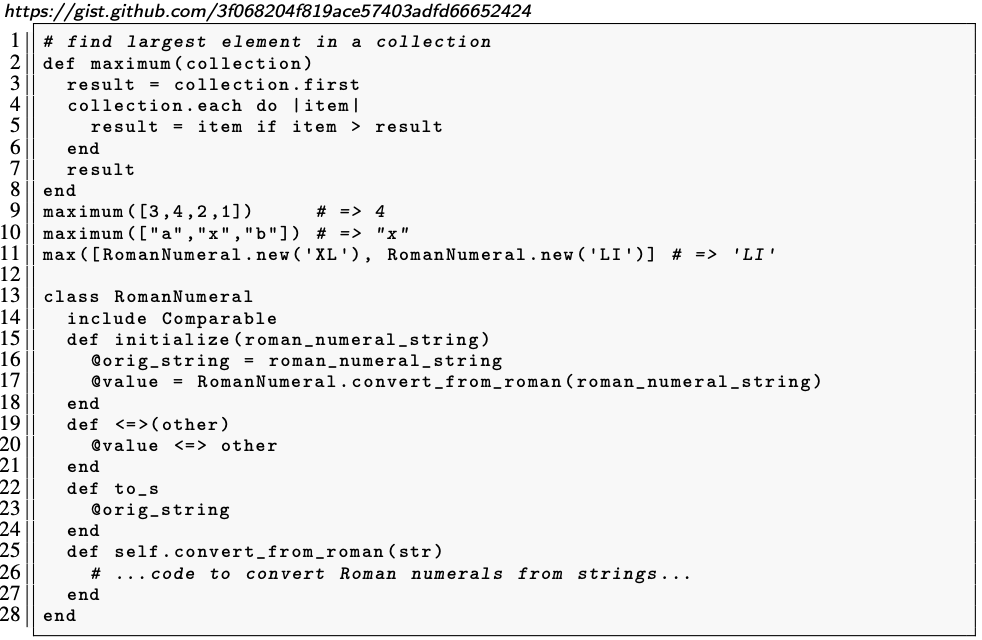 https://gist.github.com/3f068204f819ace57403adfd66652424
1 # find largest element in a collection
2 def maximum(collection)
3   result = collection.first
4   collection.each do |item|
5     result = item if item > result
6   end
7   result
8 end
9 maximum([3,4,2,1])     # => 4
10 maximum(["a","x","b"]) # => "x"
11 max([RomanNumeral.new('XL'), RomanNumeral.new('LI')] # => 'LI'
12
13 class RomanNumeral
14   include Comparable
15   def initialize(roman_numeral_string)
16     @orig_string = roman_numeral_string
17     @value = RomanNumeral.convert_from_roman(roman_numeral_string)
18   end
19   def <=>(other)
20     @value <=> other
21   end
22   def to_s
23     @orig_string
24   end
25   def self.convert_from_roman(str)
26     # ...code to convert Roman numerals from strings...
27   end
28 end